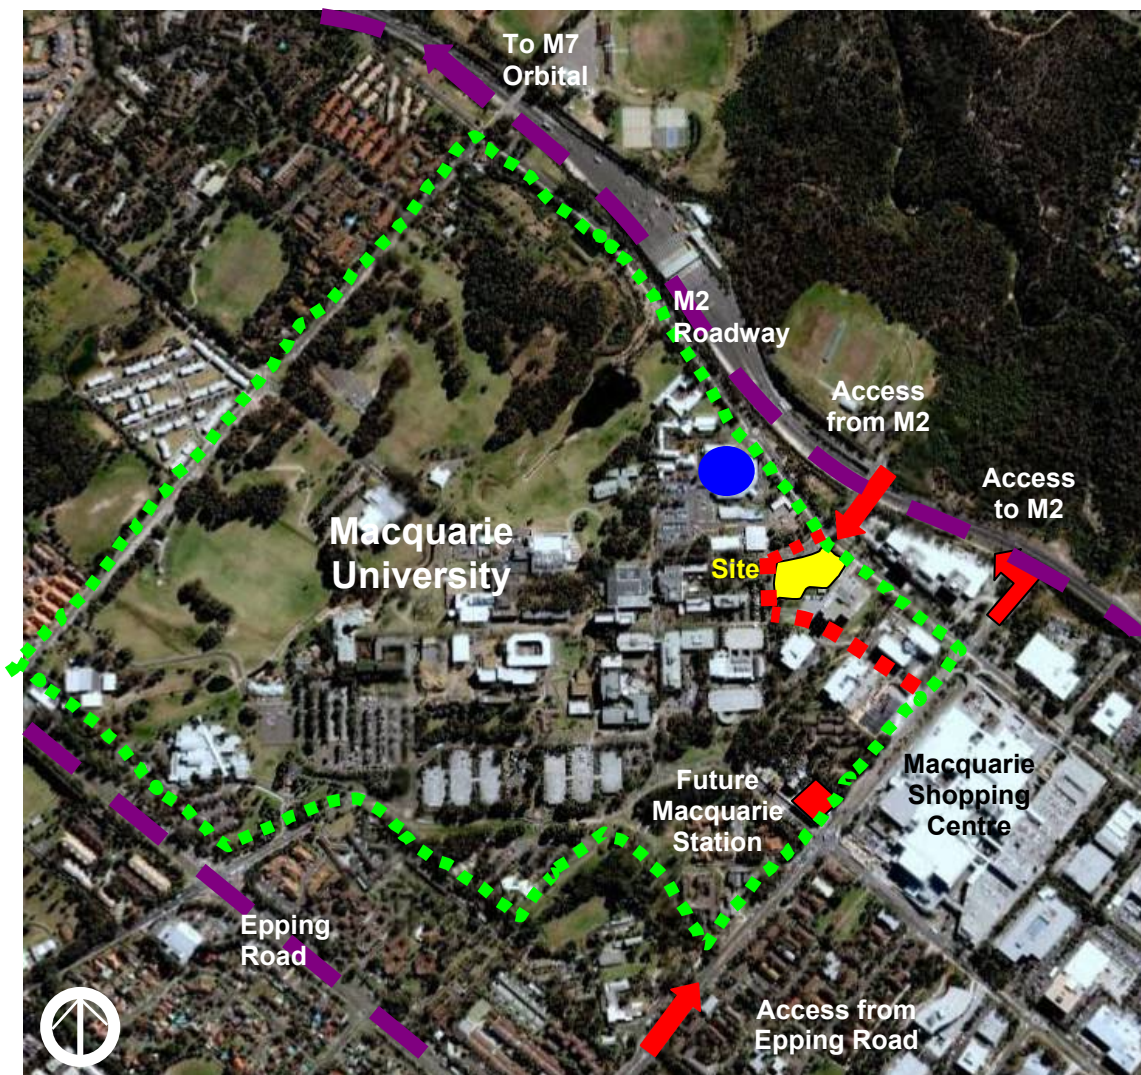 To M7
Orbital
M2
Roadway
Access
from M2
Access
to M2
Macquarie
University
Site
Future
Macquarie
Station
Macquarie
Shopping
Centre
Epping
Road
Access from
Epping Road